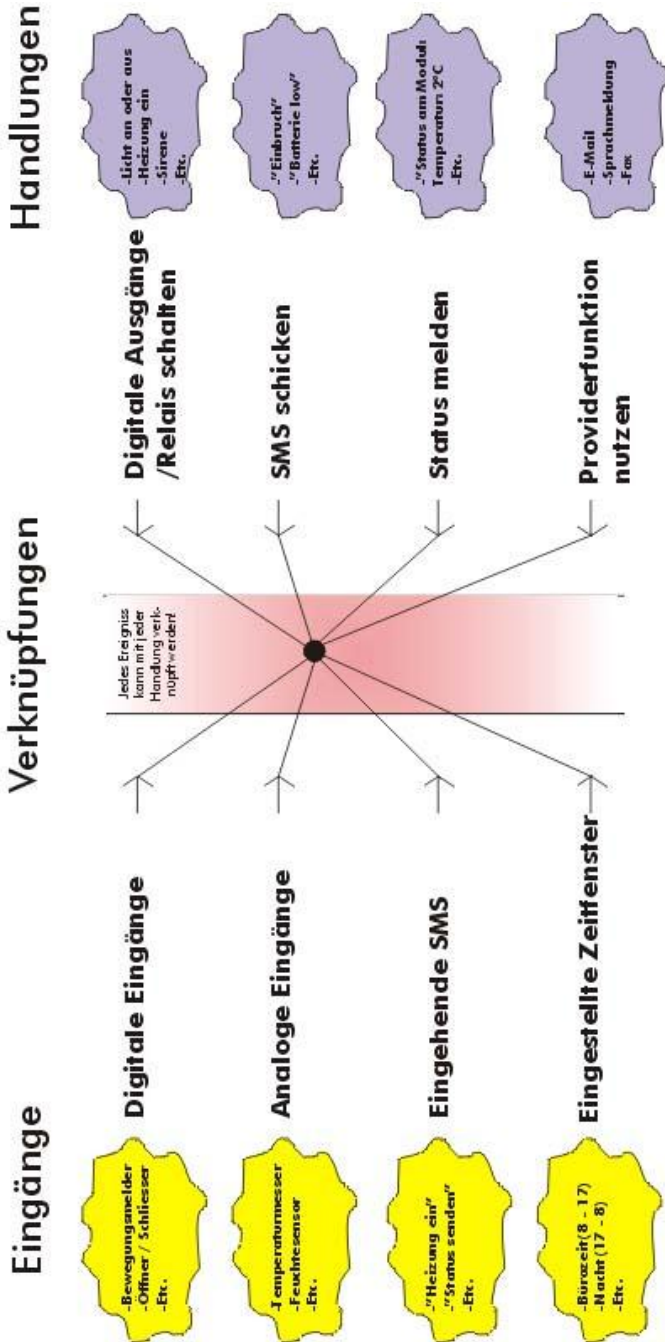 Eingänge
Verknüpfungen
Handlungen
-Bewegungsmelder
-Öffner / Schliesser
-Etc.
Digitale Eingänge
Jedes Ereigniss
kann mit jeder
Handlung verk-
nüpft werden!
Digitale Ausgänge
/Relais schalten
-Licht an oder aus
-Heizung ein
-Sirene
-Etc.
-Temperaturmesser
-Feuchtesensor
-Etc.
Analoge Eingänge
SMS schicken
-"Einbruch"
-"Batterie low"
-Etc.
-"Heizung ein"
-"Status senden"
-Etc.
Eingehende SMS
Status melden
-"Status am Modul:
Temperaturn 2°C
-Etc.
-Bürozeit(8 - 17)
-Nacht (17 - 8)
-Etc.
Eingestellte Zeitfenster
Providerfunktion
nutzen
-E-Mail
-Sprachmeldung
-Fax